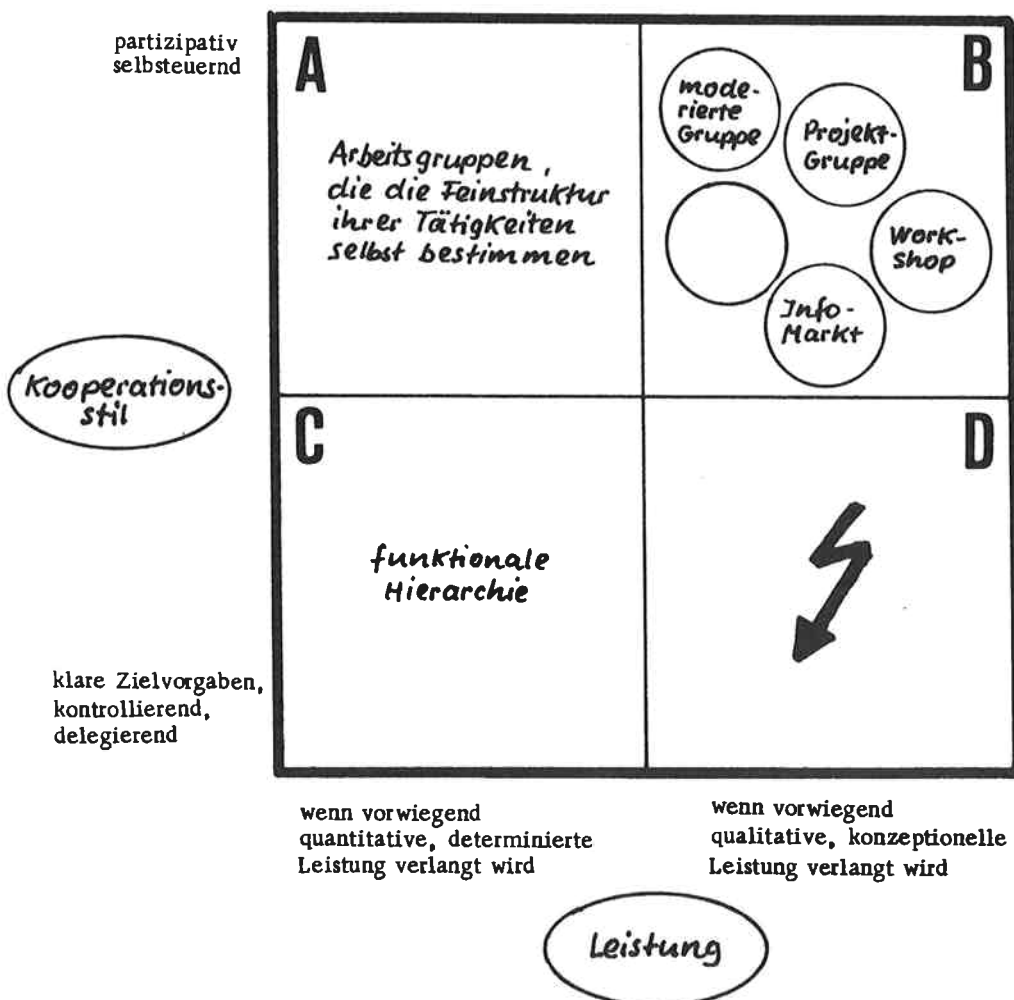 partizipativ
selbsteuernd
A
B
mode-
rierte
Gruppe
Projekt-
Gruppe
Arbeitsgruppen,
die die Feinstruktur
ihrer Tätigkeiten
selbst bestimmen
Work-
shop
Info-
Markt
Kooperations-
stil
C
D
funktionale
Hierarchie
klare Zielvorgaben,
kontrollierend,
delegierend
wenn vorwiegend
quantitative, determinierte
Leistung verlangt wird
wenn vorwiegend
qualitative, konzeptionelle
Leistung verlangt wird
Leistung